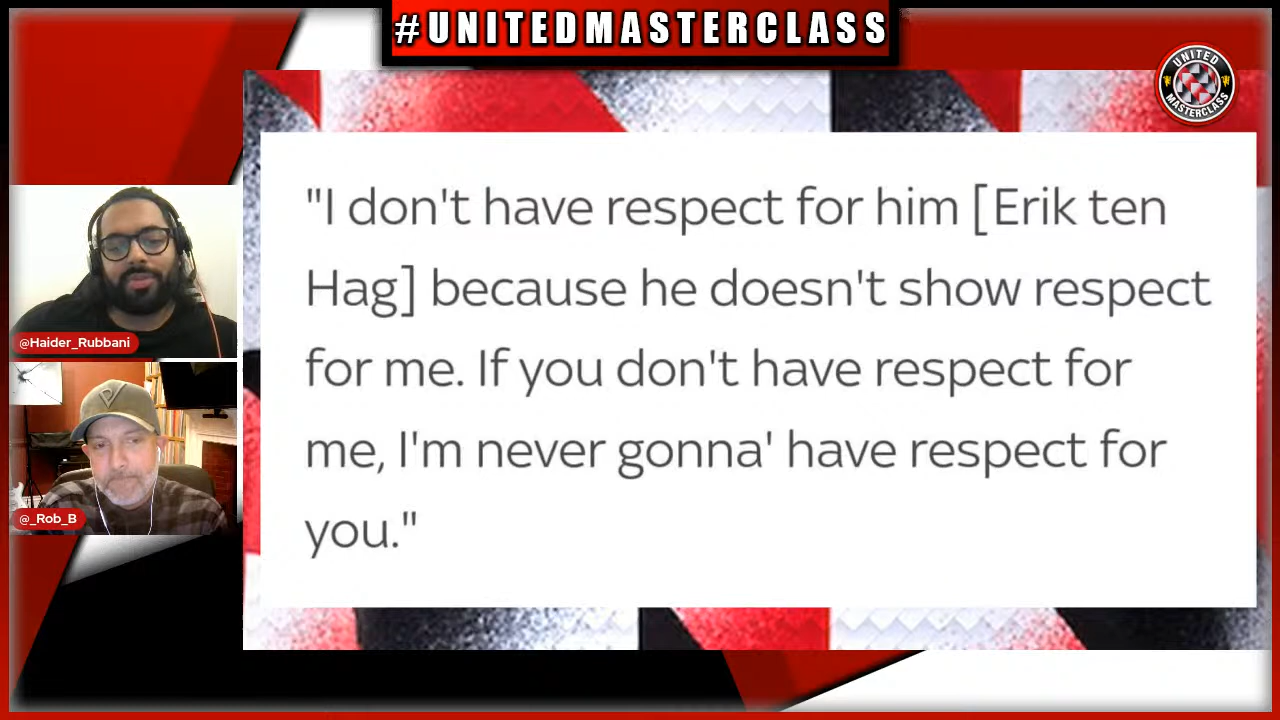 #UNITEDMASTERCLASS
UNITED
MASTERCLASS
"I don't have respect for him [Erik ten
Hag] because he doesn't show respect
for me. If you don't have respect for
me, I'm never gonna' have respect for
you."
@Haider_Rubbani
@_Rob_B